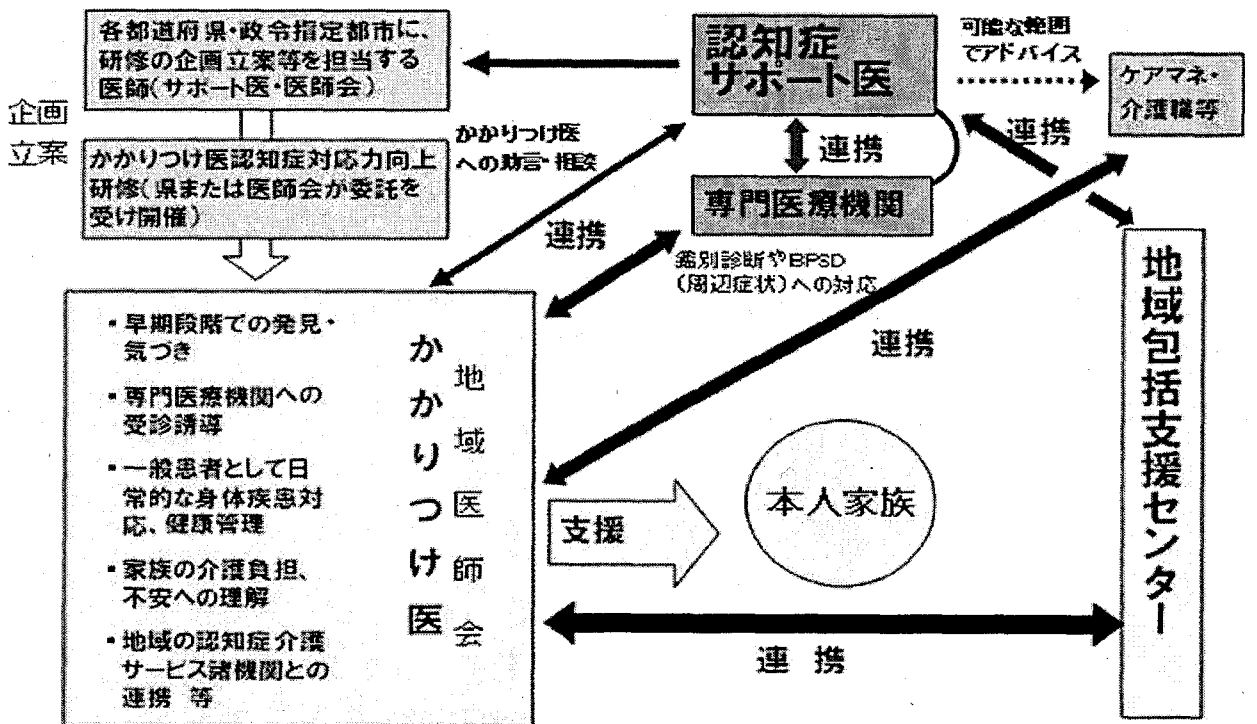 各都道府県・政令指定都市に、
研修の企画立案等を担当する
医師(サポート医・医師会)
企画
立案
かかりつけ医認知症対応力向上
研修(県または医師会が委託を
受け開催)
認知症
サポート医
可能な範囲
でアドバイス
ケアマネ・
介護職等
かかりつけ医
への助言・相談
連携
連携
連携
専門医療機関
鑑別診断やBPSD
(周辺症状)への対応
連携
地域包括支援センター
・早期段階での発見・
気づき
・専門医療機関への
受診誘導
・一般患者として日
常的な身体疾患対
応、健康管理
・家族の介護負担、
不安への理解
・地域の認知症介護
サービス諸機関との
連携 等
かかりつけ医
地域医師会
支援
本人家族
連 携